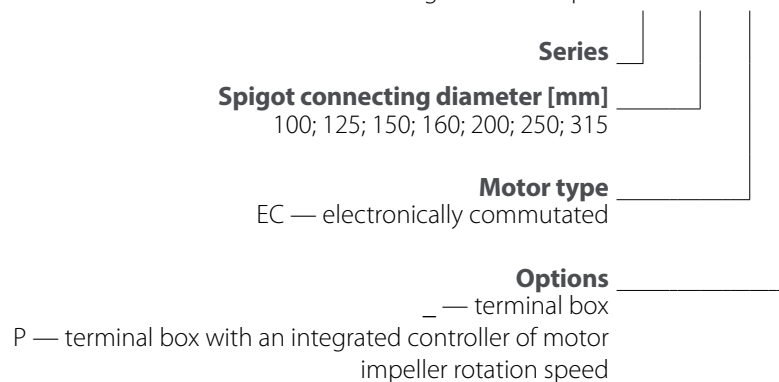 Series
Spigot connecting diameter [mm]
100; 125; 150; 160; 200; 250; 315
Motor type
EC — electronically commutated
Options
_ — terminal box
P — terminal box with an integrated controller of motor
impeller rotation speed